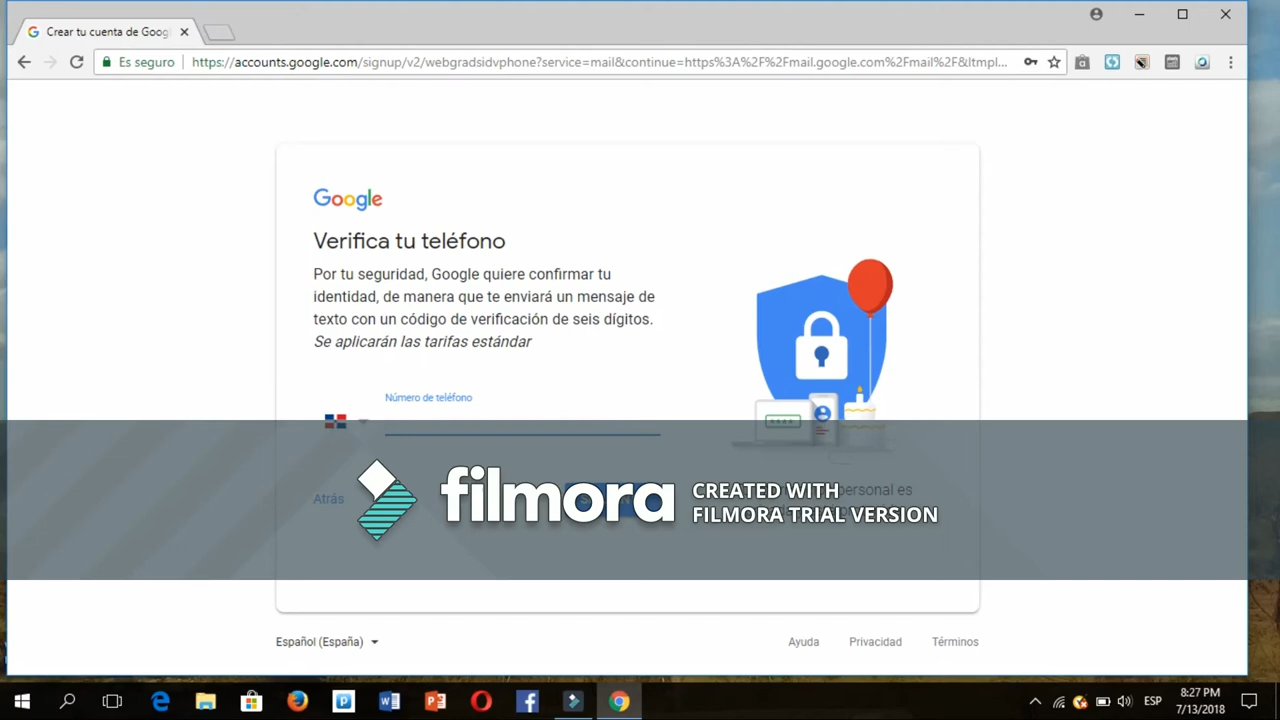 Crear tu cuenta de Goog
Es seguro
https://accounts.google.com/signup/v2/webgradsidvphone?service=mail&continue=https%3A%2F%2Fmail.google.com%2Fmail%2F&ltmpl...
Google
Verifica tu teléfono
Por tu seguridad, Google quiere confirmar tu
identidad, de manera que te enviará un mensaje de
texto con un código de verificación de seis dígitos.
Se aplicarán las tarifas estándar
Número de teléfono
****
Atrás
filmora
CREATED WITH
FILMORA TRIAL VERSION
personal es
Español (España)
Ayuda
Privacidad
Términos
ESP
8:27 PM
7/13/2018